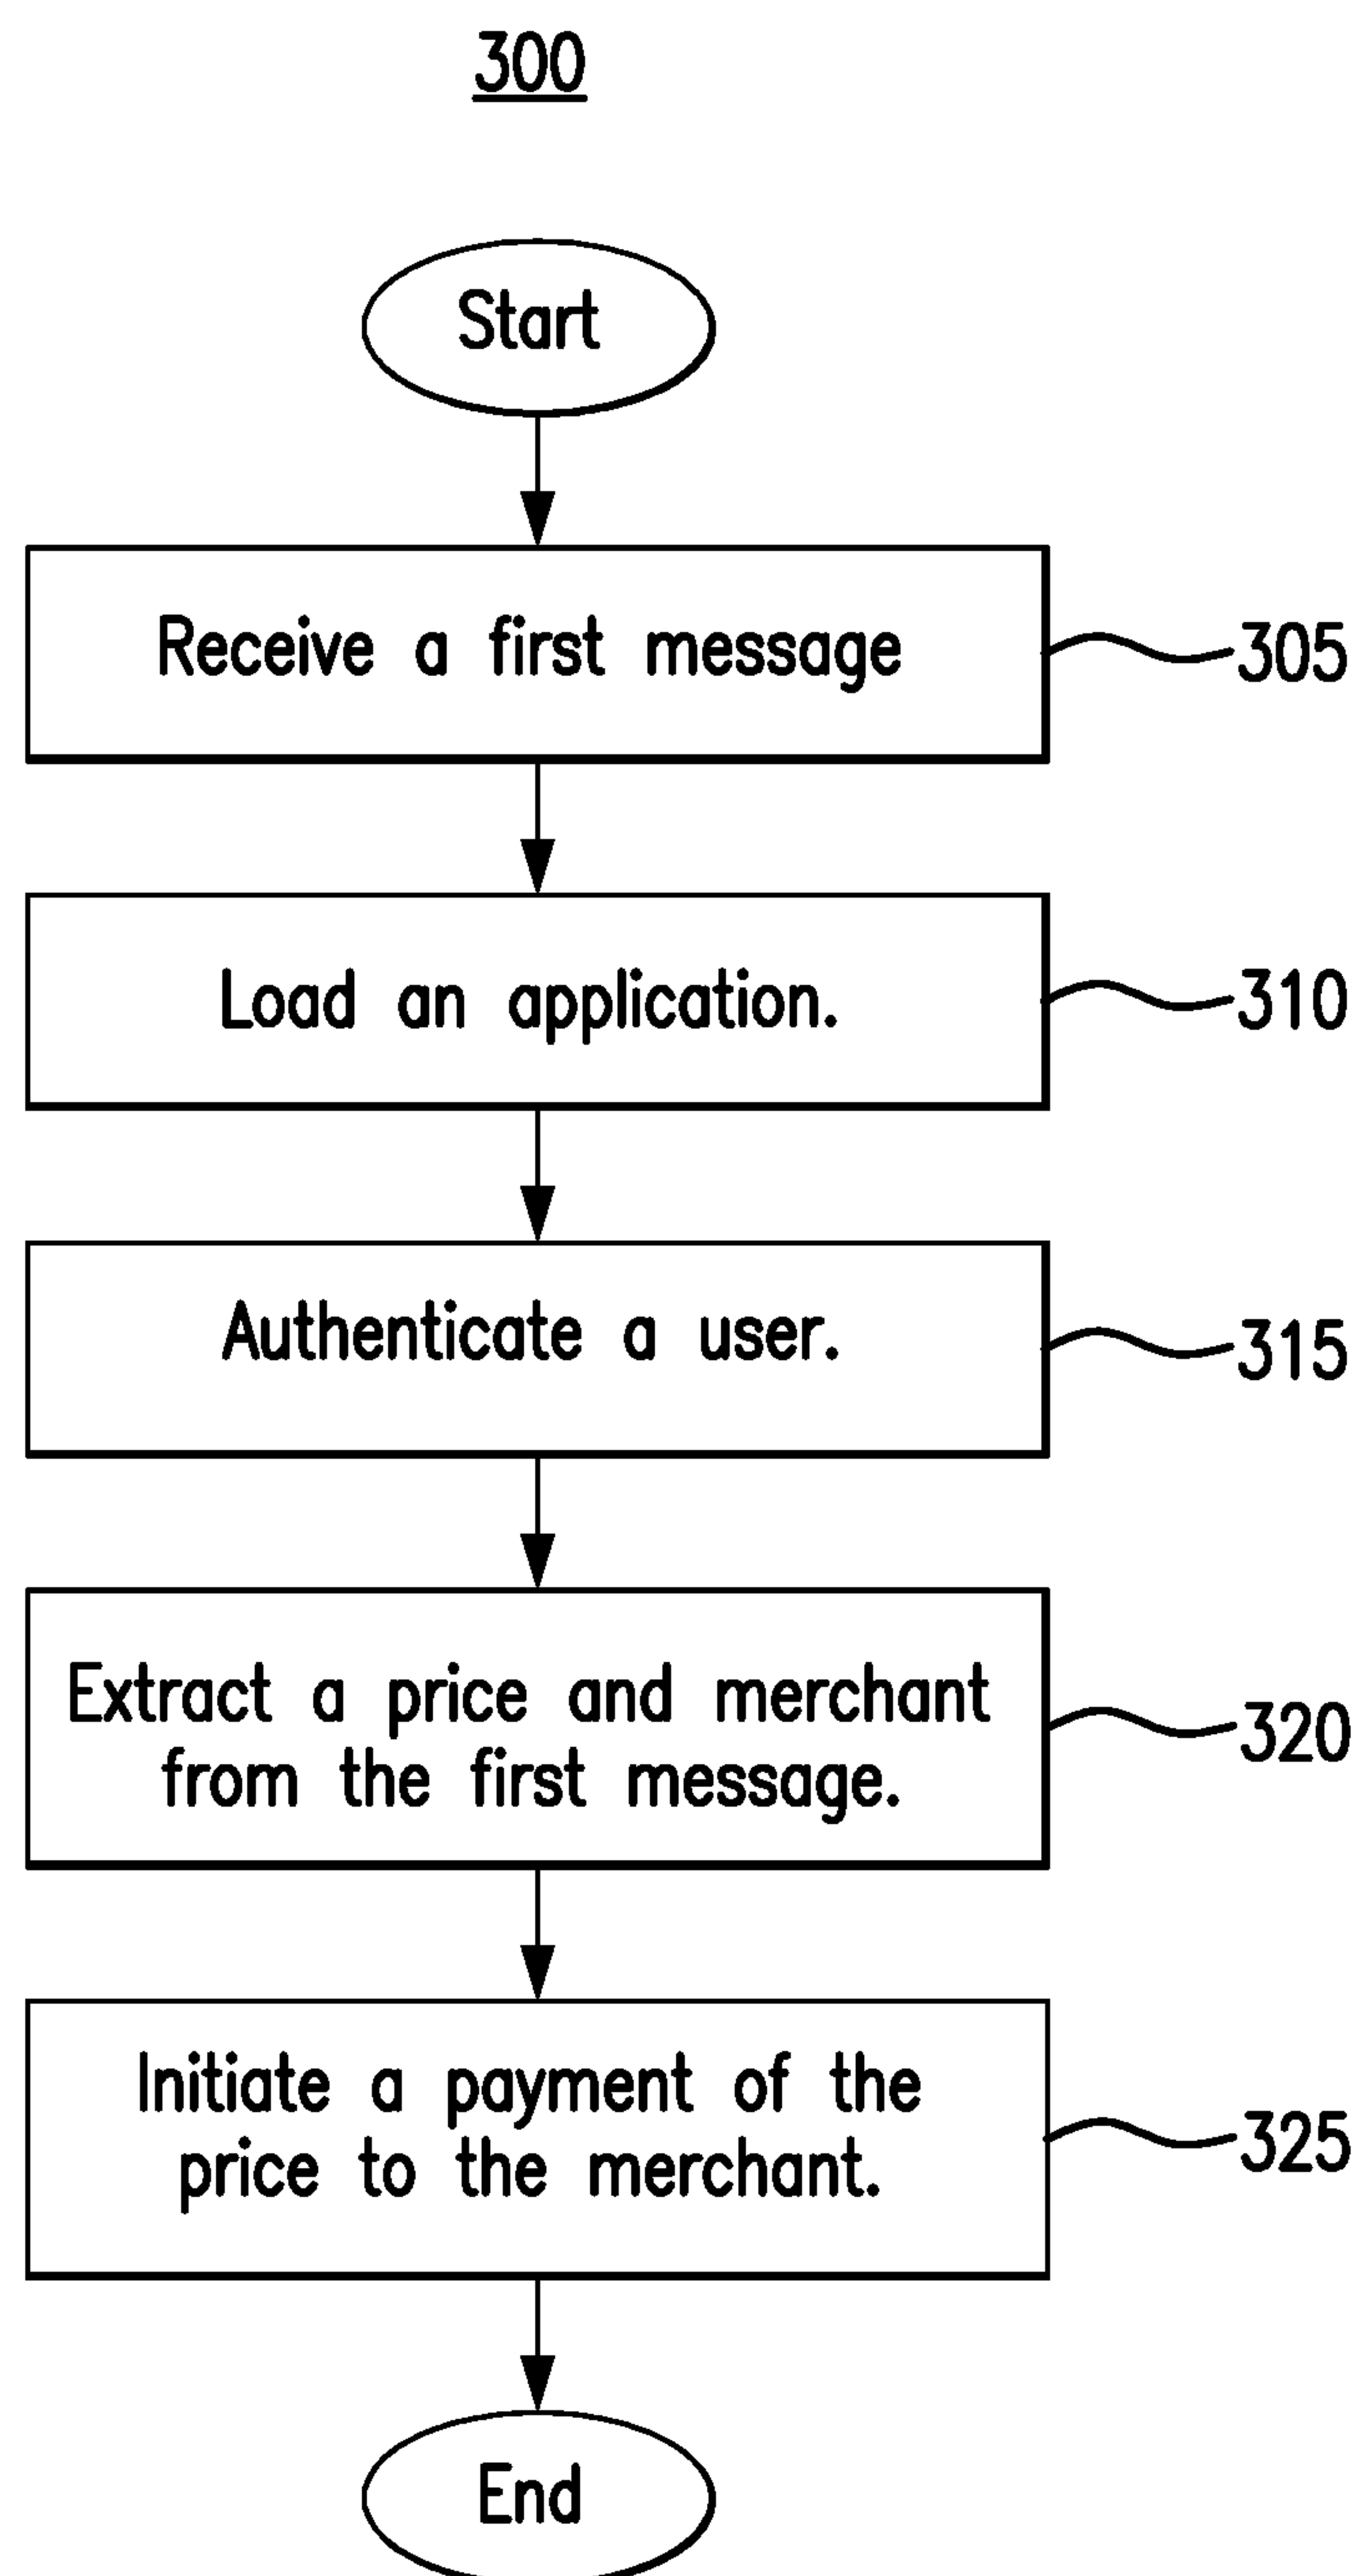 300
Start
Receive a first message
305
Load an application.
310
Authenticate a user.
315
Extract a price and merchant
from the first message.
320
Initiate a payment of the
price to the merchant.
325
End